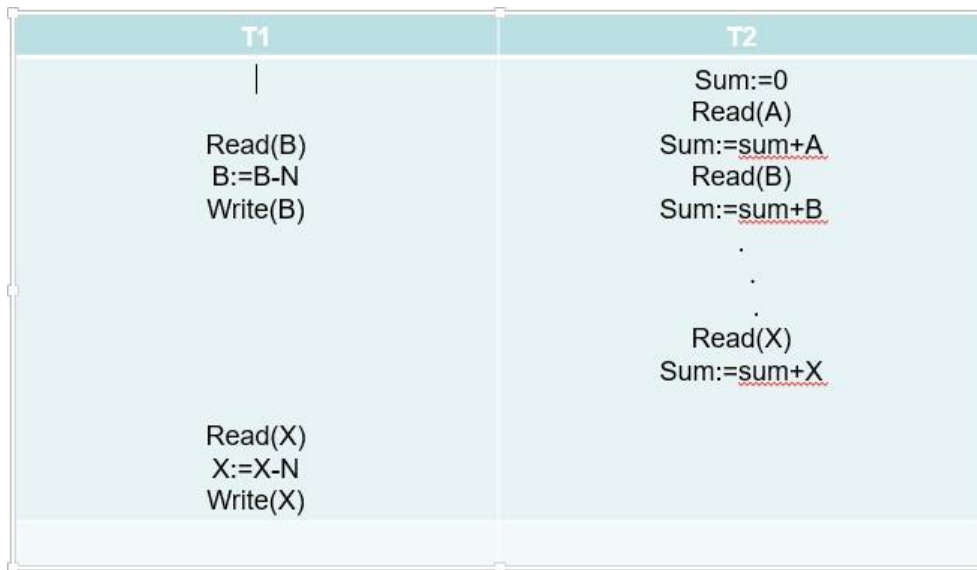 T1
T2
Read(B)
B:=B-N
Write(B)
Read(X)
X:=X-N
Write(X)
Sum:=0
Read(A)
Sum:=sum+A
Read(B)
Sum:=sum+B
.
.
.
Read(X)
Sum:=sum+X